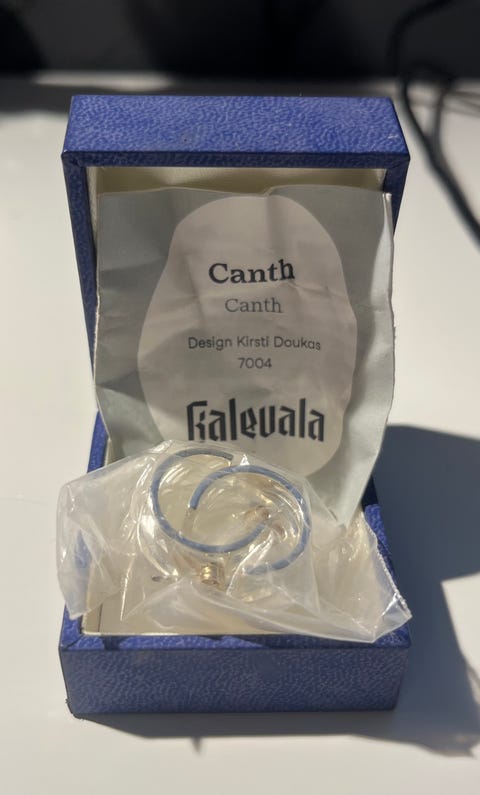 Canth
Canth
Design Kirsti Doukas
7004
Kalevala